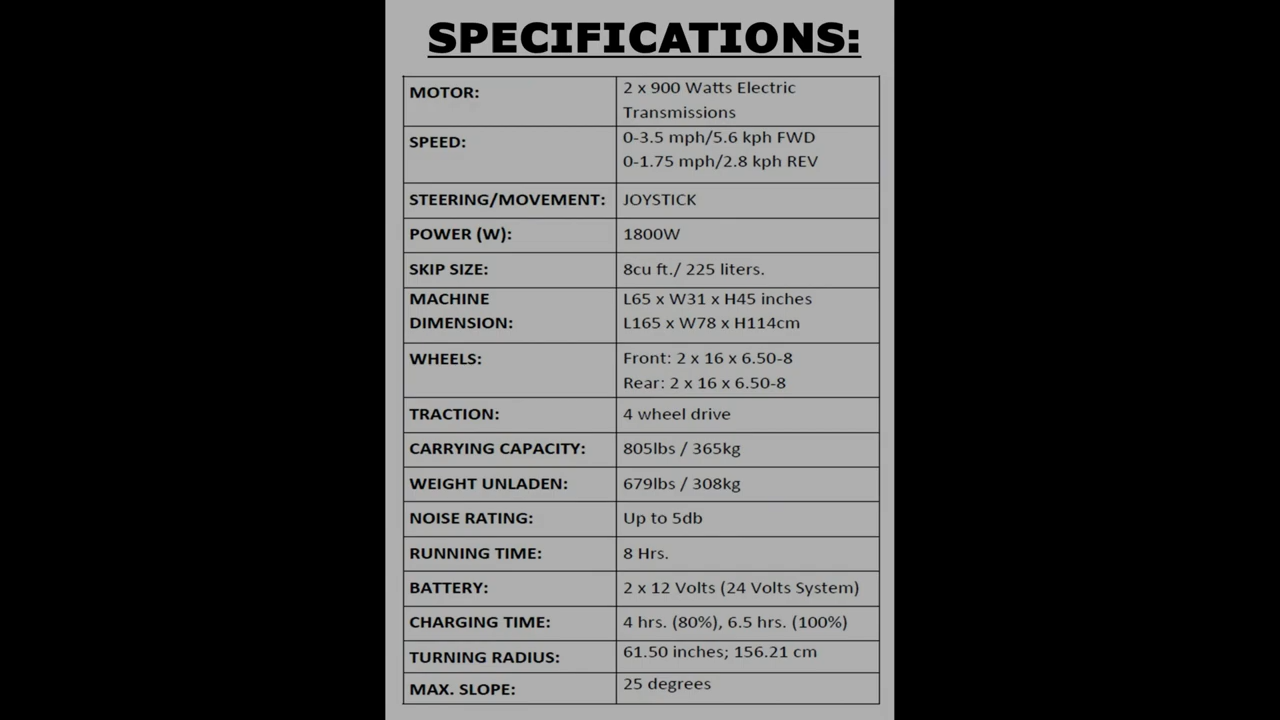 SPECIFICATIONS:
MOTOR: 2 x 900 Watts Electric
Transmissions
SPEED: 0-3.5 mph/5.6 kph FWD
0-1.75 mph/2.8 kph REV
STEERING/MOVEMENT: JOYSTICK
POWER (W): 1800W
SKIP SIZE: 8cu ft./ 225 liters.
MACHINE L65 x W31 x H45 inches
DIMENSION: L165 x W78 x H114cm
WHEELS: Front: 2 x 16 x 6.50-8
Rear: 2 x 16 x 6.50-8
TRACTION: 4 wheel drive
CARRYING CAPACITY: 805lbs / 365kg
WEIGHT UNLADEN: 679lbs / 308kg
NOISE RATING: Up to 5db
RUNNING TIME: 8 Hrs.
BATTERY: 2 x 12 Volts (24 Volts System)
CHARGING TIME: 4 hrs. (80%), 6.5 hrs. (100%)
TURNING RADIUS: 61.50 inches; 156.21 cm
MAX. SLOPE: 25 degrees